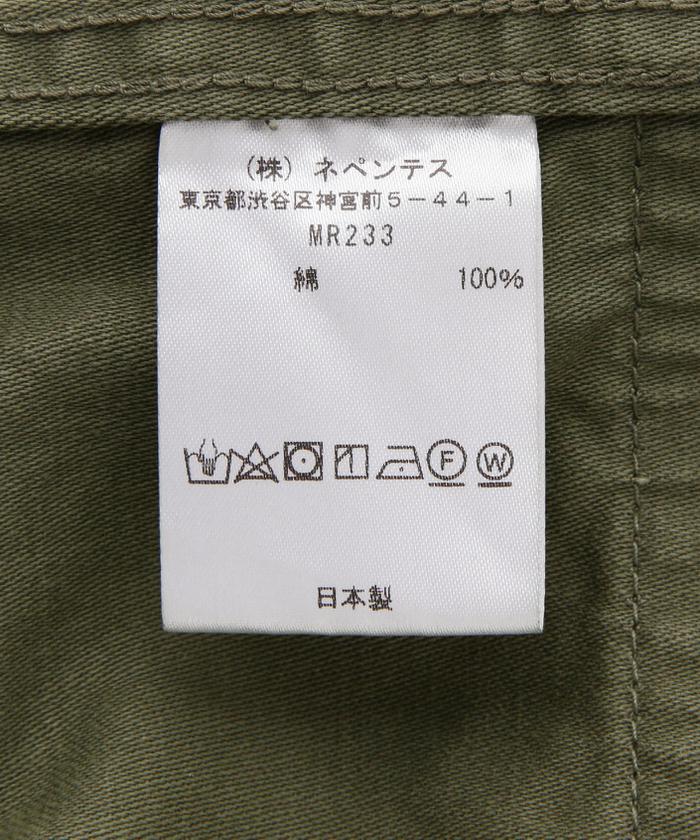 （株）ネペンテス
東京都渋谷区神宮前５－４４－１
MR233
綿 100%
F W
日本製